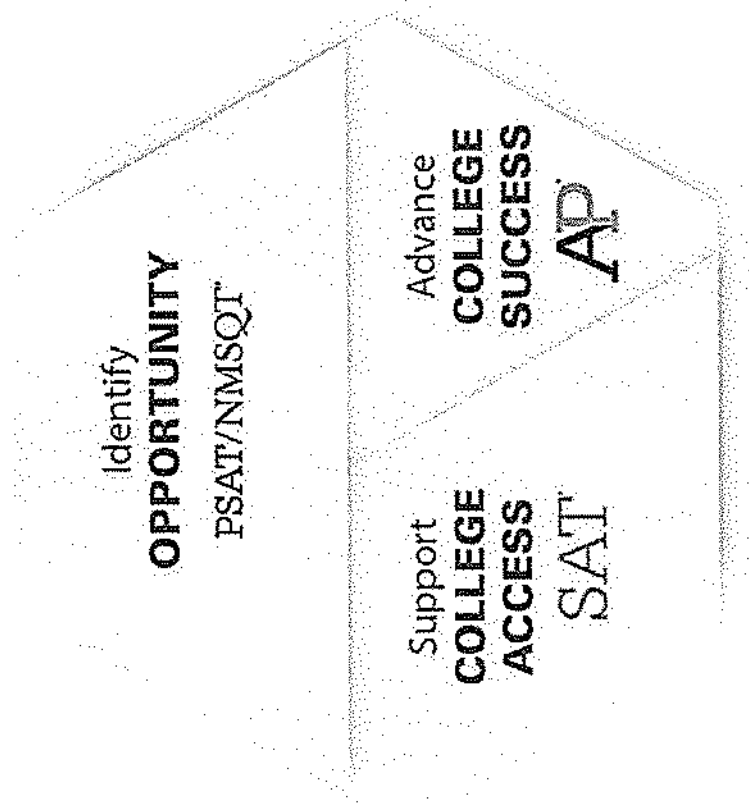 Identify
OPPORTUNITY
PSAT/NMSQT
Support
COLLEGE
ACCESS
SAT
Advance
COLLEGE
SUCCESS
AP